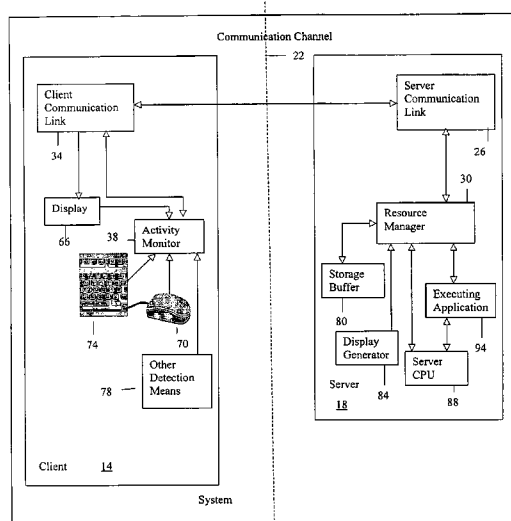 Communication Channel
22
Client
Communication
Link
34
Server
Communication
Link
26
30
Display
66
38
Activity
Monitor
Resource
Manager
74
70
Storage
Buffer
80
Executing
Application
94
Other
Detection
Means
78
Display
Generator
84
Server
CPU
88
Server
18
Client
14
System